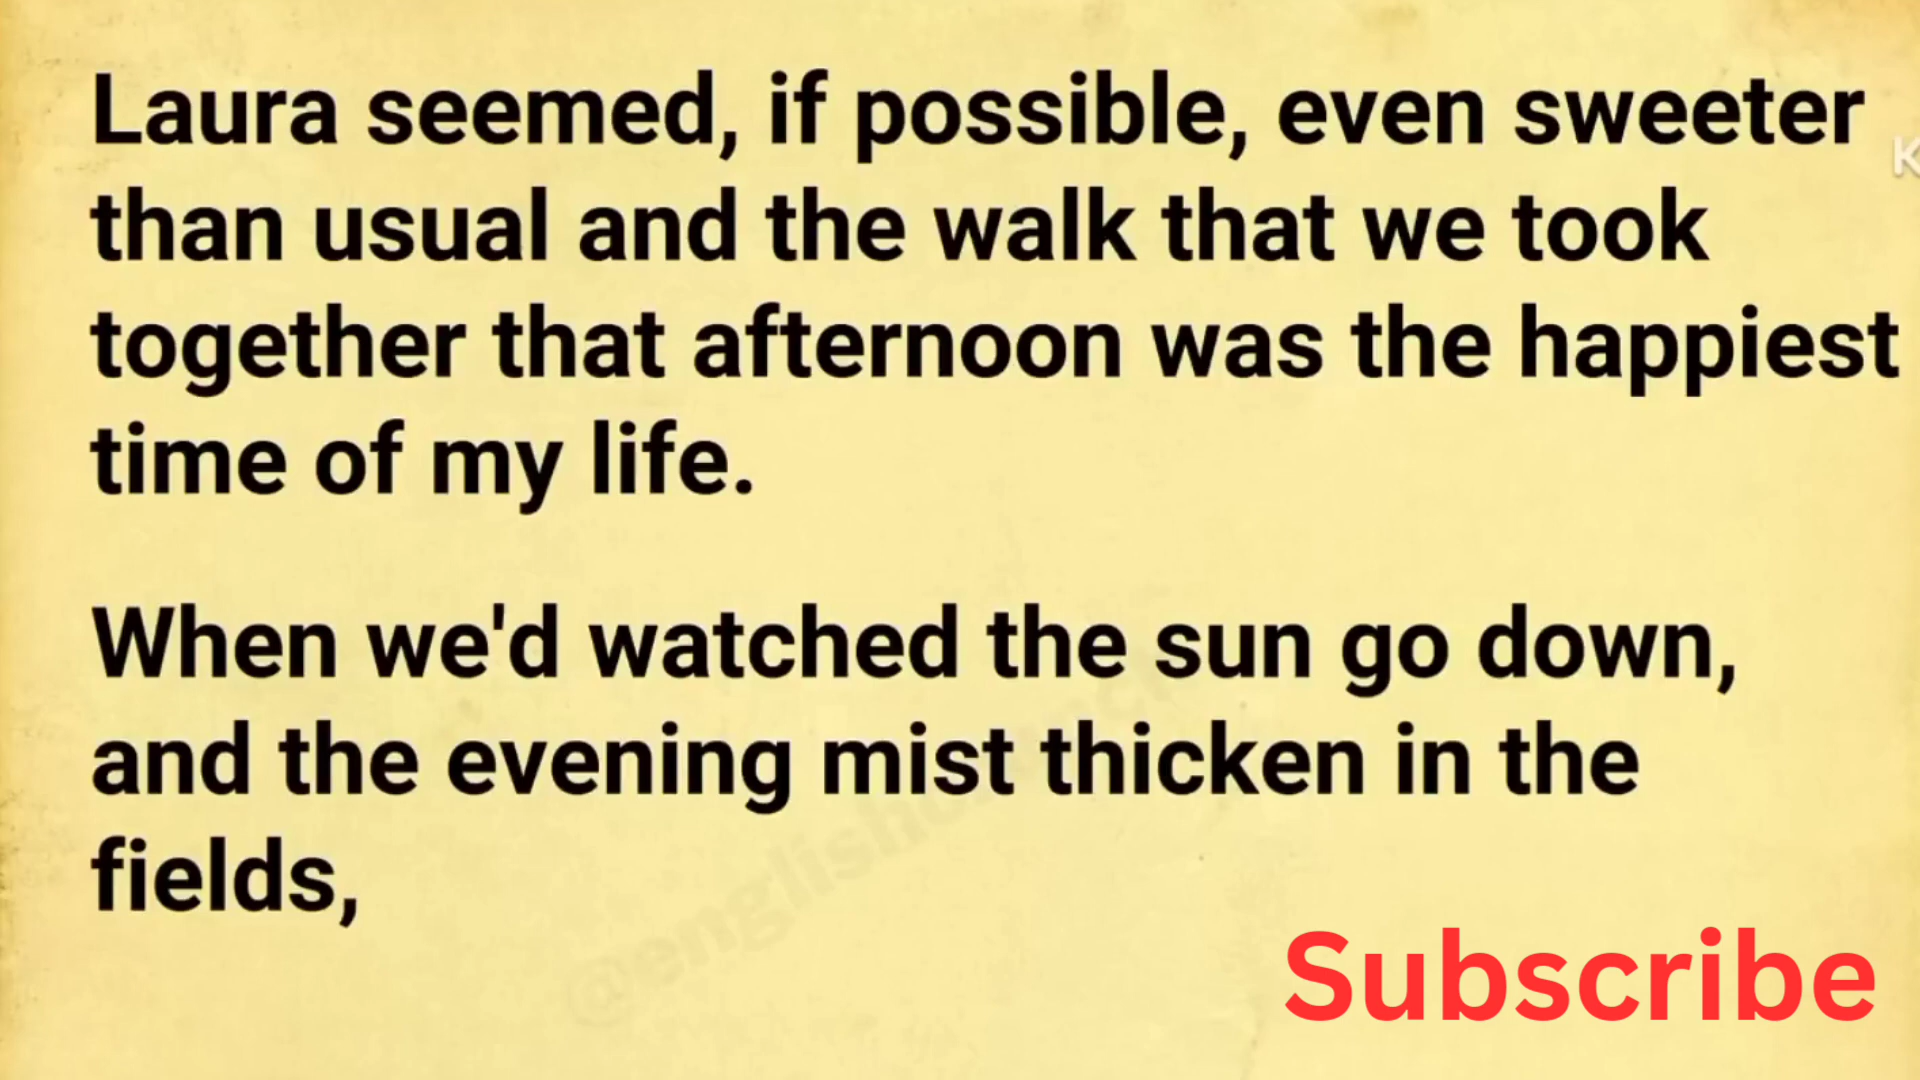 Laura seemed, if possible, even sweeter
than usual and the walk that we took
together that afternoon was the happiest
time of my life.
When we'd watched the sun go down,
and the evening mist thicken in the
fields,
Subscribe